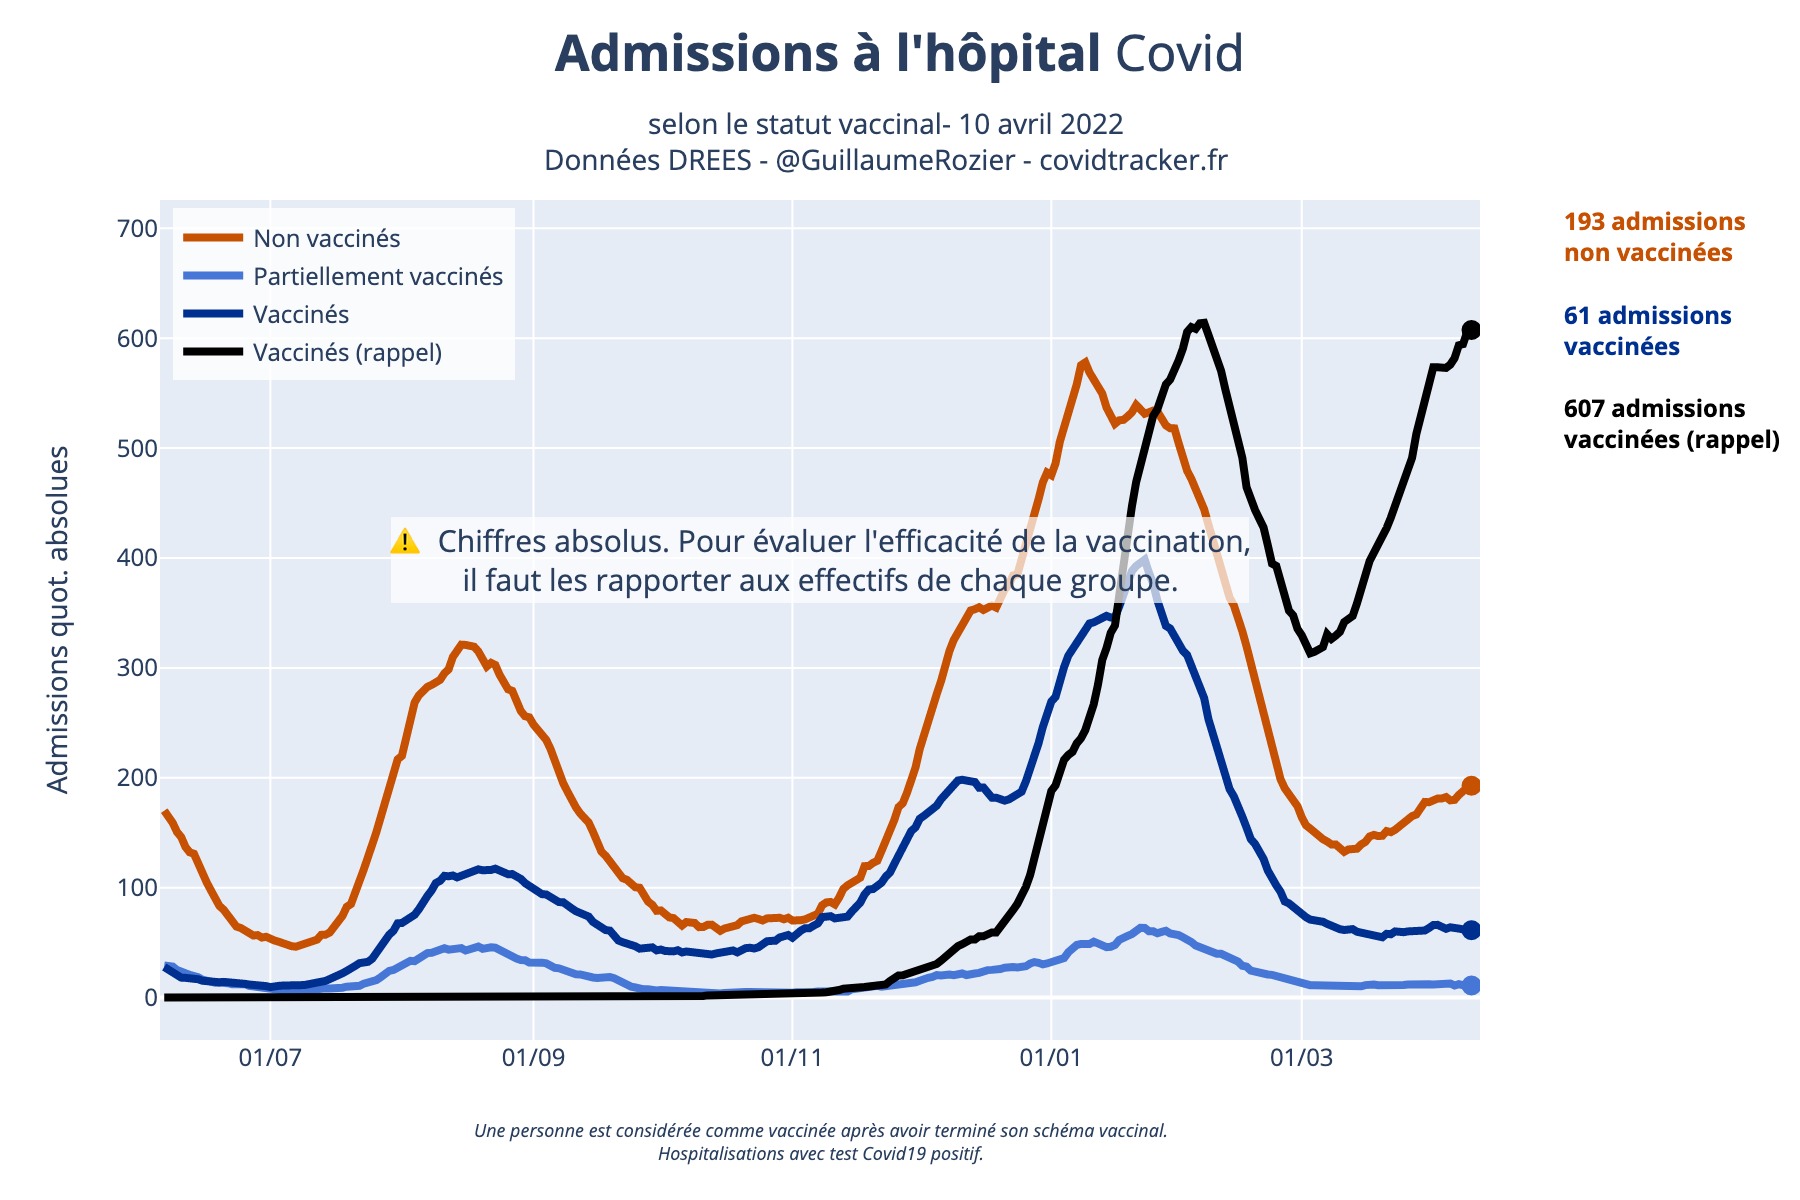 Admissions à l'hôpital Covid
selon le statut vaccinal- 10 avril 2022
Données DREES - @GuillaumeRozier - covidtracker.fr
Non vaccinés
Partiellement vaccinés
Vaccinés
Vaccinés (rappel)
193 admissions
non vaccinées
61 admissions
vaccinées
607 admissions
vaccinées (rappel)
Admissions quot. absolues
700
600
500
400
300
200
100
0
⚠️ Chiffres absolus. Pour évaluer l'efficacité de la vaccination,
il faut les rapporter aux effectifs de chaque groupe.
01/07
01/09
01/11
01/01
01/03
Une personne est considérée comme vaccinée après avoir terminé son schéma vaccinal.
Hospitalisations avec test Covid19 positif.